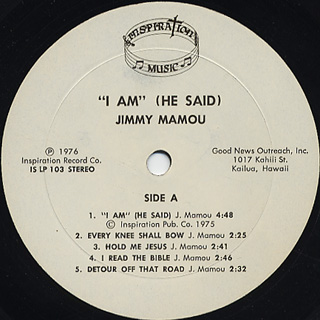 INSPIRATION
MUSIC
"I AM" (HE SAID)
JIMMY MAMOU
Ⓟ 1976
Inspiration Record Co.
IS LP 103 STEREO
Good News Outreach, Inc.
1017 Kahili St.
Kailua, Hawaii
SIDE A
1. "I AM" (HE SAID) J. Mamou 4:48
Ⓒ Inspiration Pub. Co. 1975
2. EVERY KNEE SHALL BOW J. Mamou 2:25
3. HOLD ME JESUS J. Mamou 2:41
4. I READ THE BIBLE J. Mamou 2:46
5. DETOUR OFF THAT ROAD J. Mamou 2:32